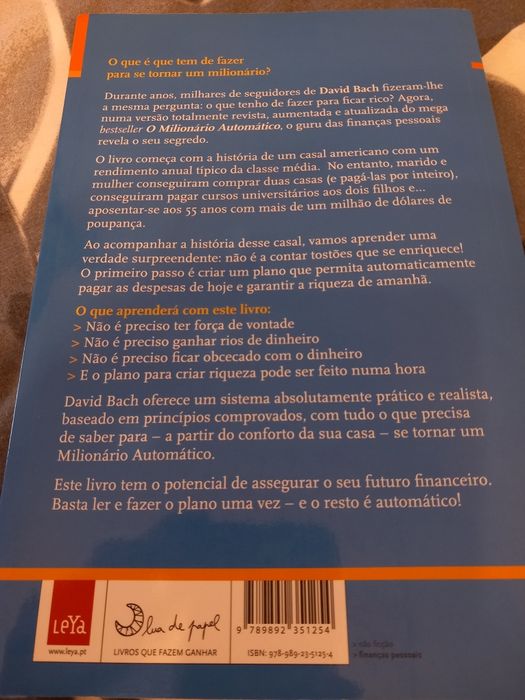 O que é que tem de fazer
para se tornar um milionário?
Durante anos, milhares de seguidores de David Bach fizeram-lhe
a mesma pergunta: o que tenho de fazer para ficar rico? Agora,
numa versão totalmente revista, aumentada e atualizada do mega
bestseller O Milionário Automático, o guru das finanças pessoais
revela o seu segredo.
O livro começa com a história de um casal americano com um
rendimento anual típico da classe média. No entanto, marido e
mulher conseguiram comprar duas casas (e pagá-las por inteiro),
conseguiram pagar cursos universitários aos dois filhos e...
aposentar-se aos 55 anos com mais de um milhão de dólares de
poupança.
Ao acompanhar a história desse casal, vamos aprender uma
verdade surpreendente: não é a contar tostões que se enriquece!
O primeiro passo é criar um plano que permita automaticamente
pagar as despesas de hoje e garantir a riqueza de amanhã.
O que aprenderá com este livro:
> Não é preciso ter força de vontade
> Não é preciso ganhar rios de dinheiro
> Não é preciso ficar obcecado com o dinheiro
> E o plano para criar riqueza pode ser feito numa hora
David Bach oferece um sistema absolutamente prático e realista,
baseado em princípios comprovados, com tudo o que precisa
de saber para – a partir do conforto da sua casa – se tornar um
Milionário Automático.
Este livro tem o potencial de assegurar o seu futuro financeiro.
Basta ler e fazer o plano uma vez – e o resto é automático!
LeYa
www.leya.pt
lua de papel
LIVROS QUE FAZEM GANHAR
9 789892 351254
ISBN: 978-989-23-5125-4
> não ficção
> finanças pessoais